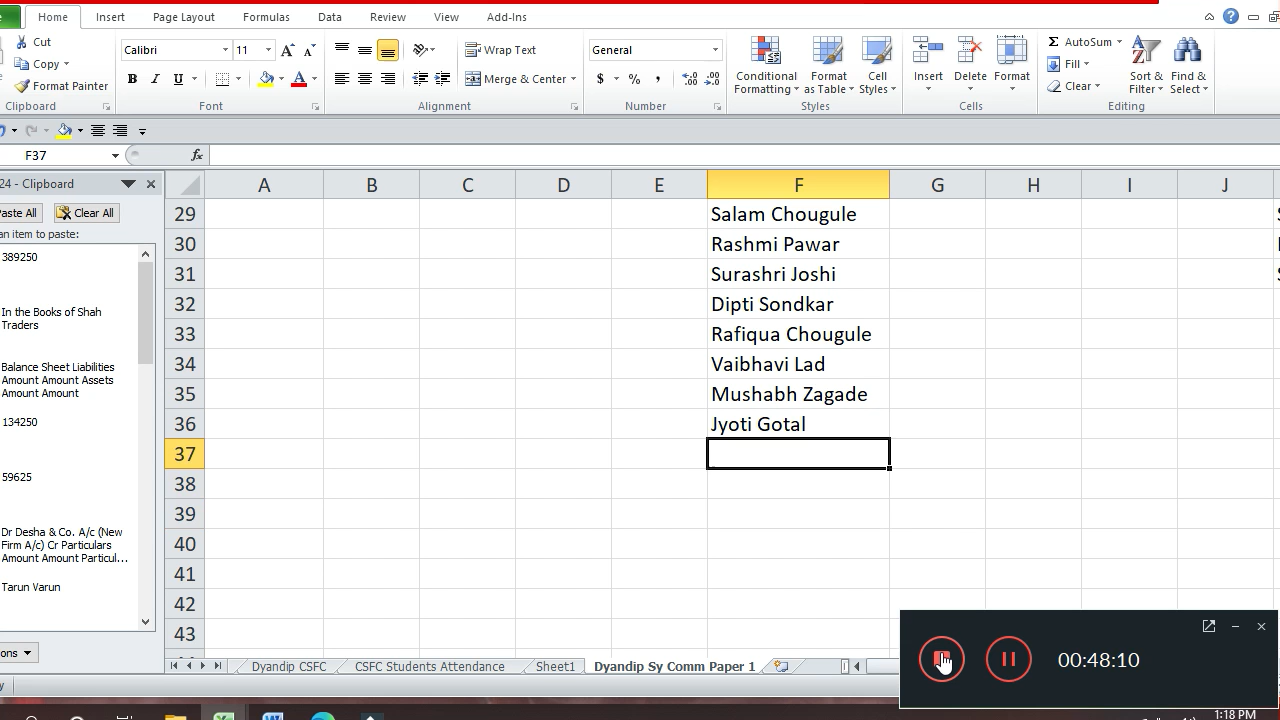 Home Insert Page Layout Formulas Data Review View Add-Ins
Cut
Copy
Format Painter
Clipboard
Calibri 11
B I U
Font
Wrap Text
Merge & Center
Alignment
General
$ % ,
Number
Conditional Formatting
Format as Table
Cell Styles
Styles
Insert Delete Format
Cells
AutoSum
Fill
Clear
Sort & Filter
Find & Select
Editing
F37 fx
24 - Clipboard
Paste All Clear All
an item to paste:
389250
In the Books of Shah
Traders
Balance Sheet Liabilities
Amount Amount Assets
Amount Amount
134250
59625
Dr Desha & Co. A/c (New
Firm A/c) Cr Particulars
Amount Amount Particul...
Tarun Varun
A B C D E F G H I J
29 Salam Chougule
30 Rashmi Pawar
31 Surashri Joshi
32 Dipti Sondkar
33 Rafiqua Chougule
34 Vaibhavi Lad
35 Mushabh Zagade
36 Jyoti Gotal
37
38
39
40
41
42
43
Dyandip CSFC CSFC Students Attendance Sheet1 Dyandip Sy Comm Paper 1
00:48:10
1:18 PM